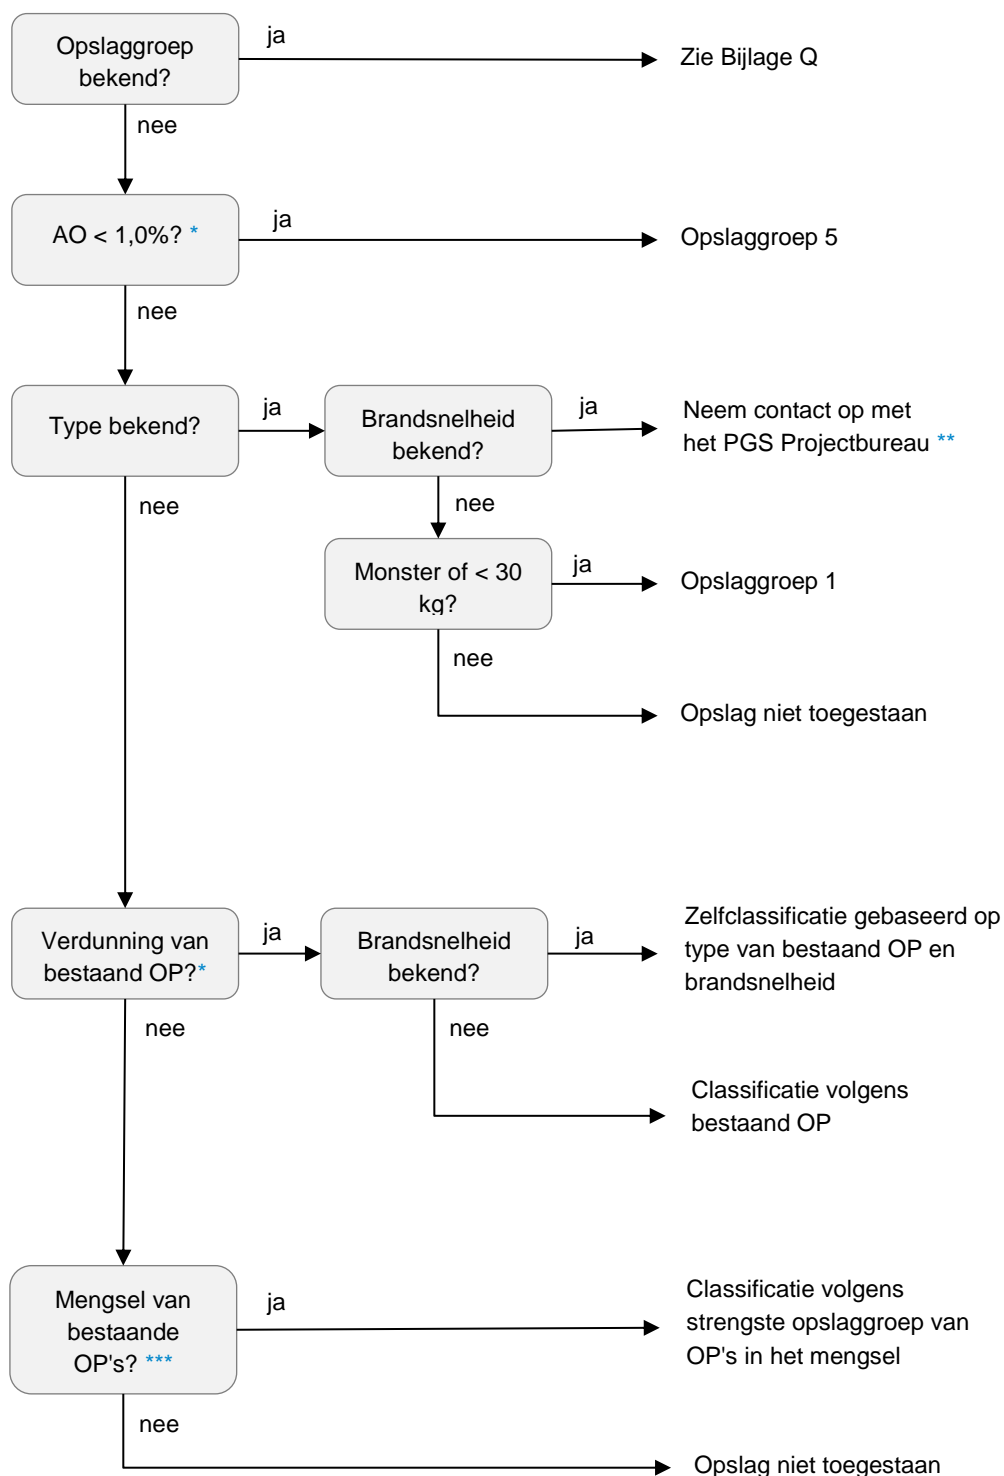 Opslaggroep
bekend?
ja
Zie Bijlage Q
nee
AO < 1,0%? *
ja
Opslaggroep 5
nee
Type bekend?
ja
Brandsnelheid
bekend?
ja
Neem contact op met
het PGS Projectbureau **
nee
nee
Monster of < 30
kg?
ja
Opslaggroep 1
nee
Opslag niet toegestaan
Verdunning van
bestaand OP?*
ja
Brandsnelheid
bekend?
ja
Zelfclassificatie gebaseerd op
type van bestaand OP en
brandsnelheid
nee
nee
Classificatie volgens
bestaand OP
Mengsel van
bestaande
OP's? ***
ja
Classificatie volgens
strengste opslaggroep van
OP's in het mengsel
nee
Opslag niet toegestaan